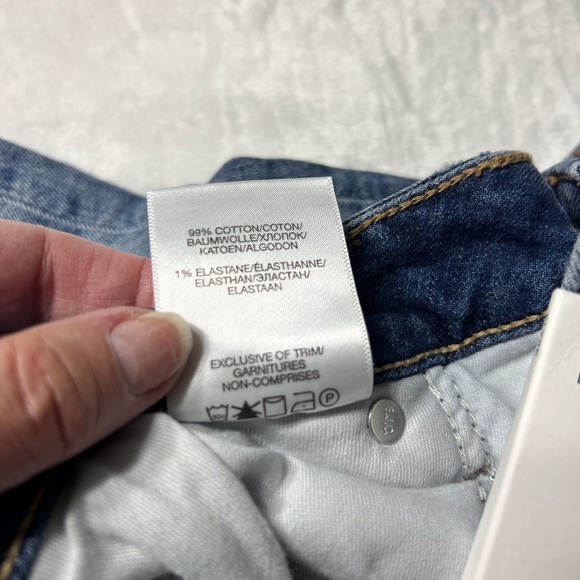 99% COTTON/COTON/
BAUMWOLLE/ХЛОПОК/
KATOEN/ALGODON
1% ELASTANE/ÉLASTHANNE/
ELASTHAN/ЭЛАСТАН/
ELASTAAN
EXCLUSIVE OF TRIM/
GARNITURES
NON-COMPRISES
P